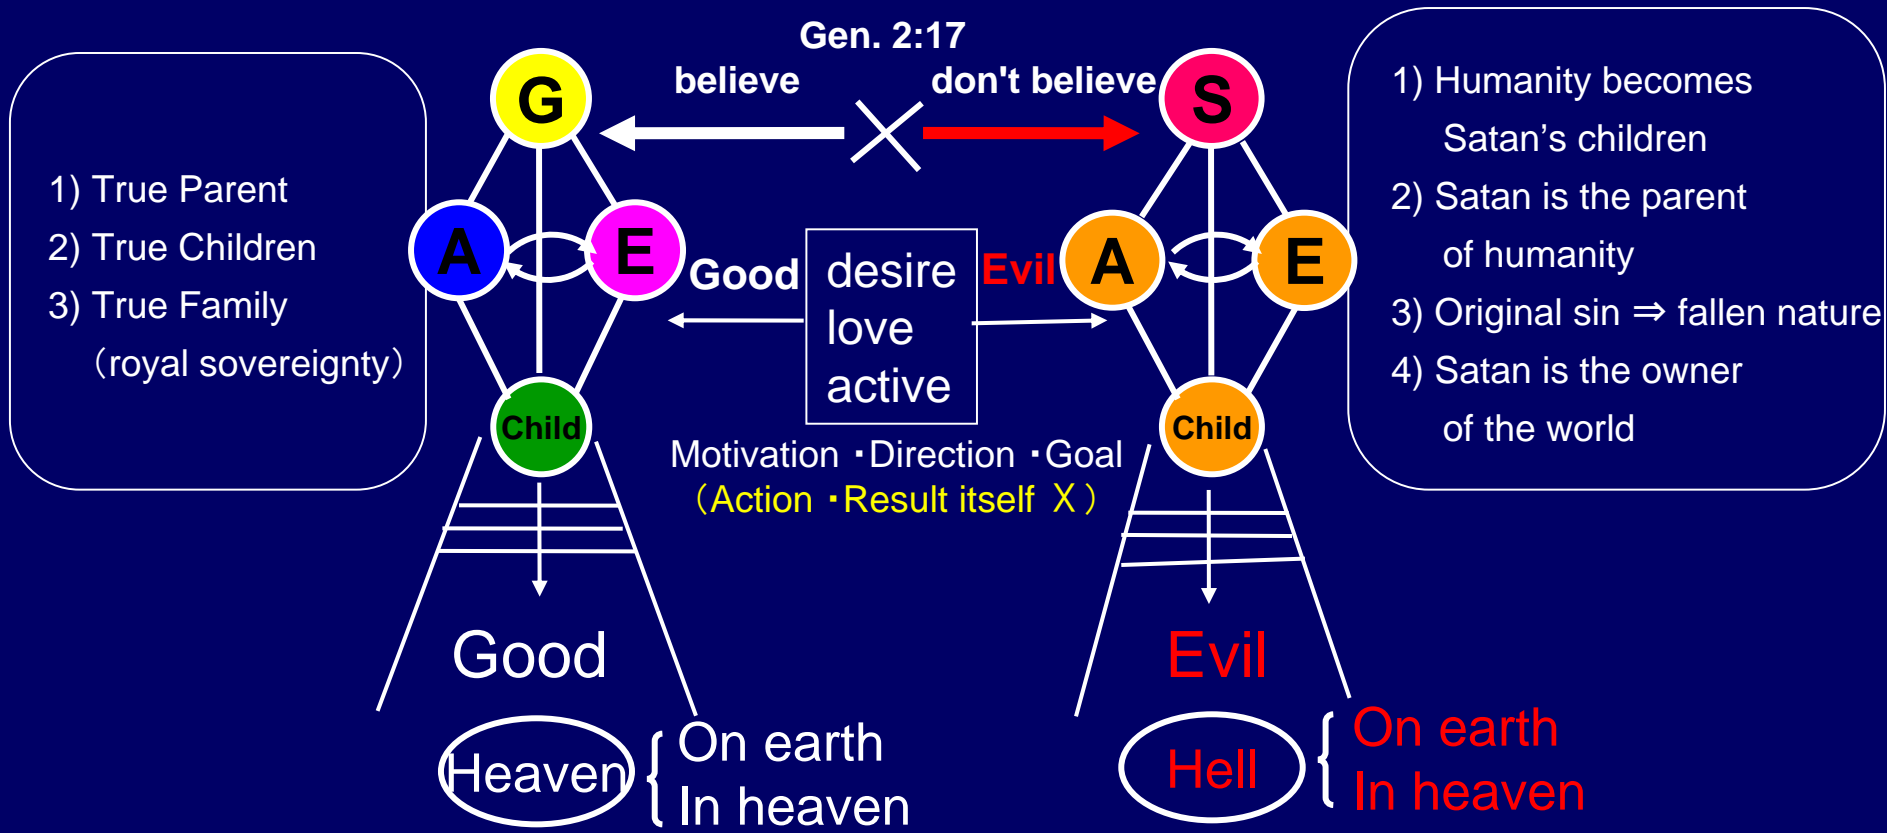 Gen. 2:17
believe
don't believe
G
S
1) True Parent
2) True Children
3) True Family
（royal sovereignty）
A
E
Good
desire
love
active
Evil
A
E
1) Humanity becomes
Satan’s children
2) Satan is the parent
of humanity
3) Original sin ⇒ fallen nature
4) Satan is the owner
of the world
Child
Child
Motivation・Direction・Goal
（Action・Result itself X）
Good
Evil
Heaven
{ On earth
In heaven
Hell
{ On earth
In heaven